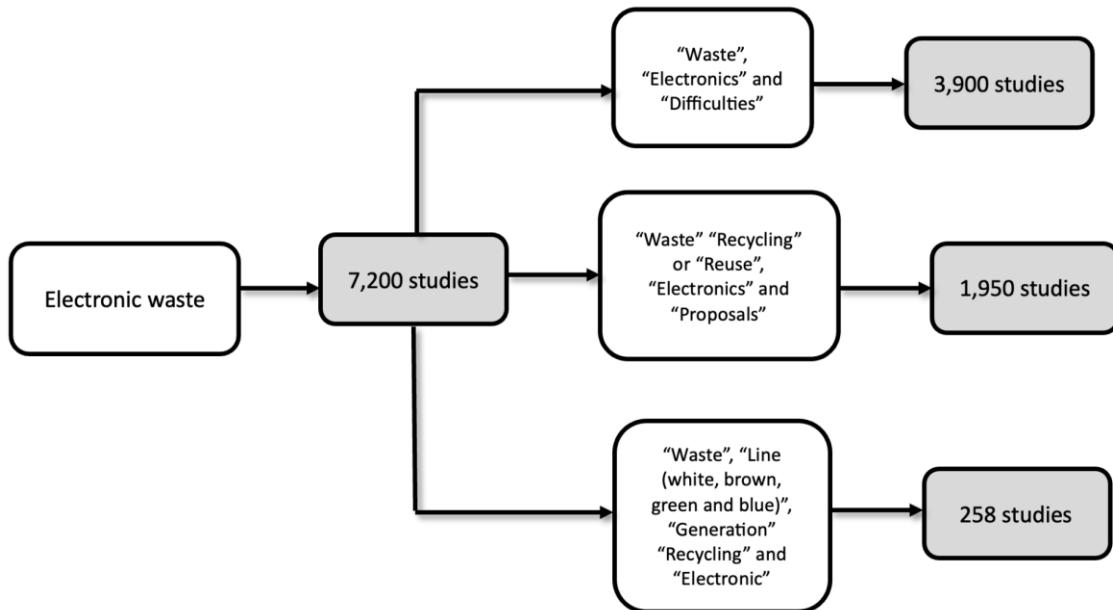 Electronic waste
7,200 studies
“Waste”,
“Electronics” and
“Difficulties”
3,900 studies
“Waste” “Recycling”
or “Reuse”,
“Electronics” and
“Proposals”
1,950 studies
“Waste”, “Line
(white, brown,
green and blue)”,
“Generation”
“Recycling” and
“Electronic”
258 studies